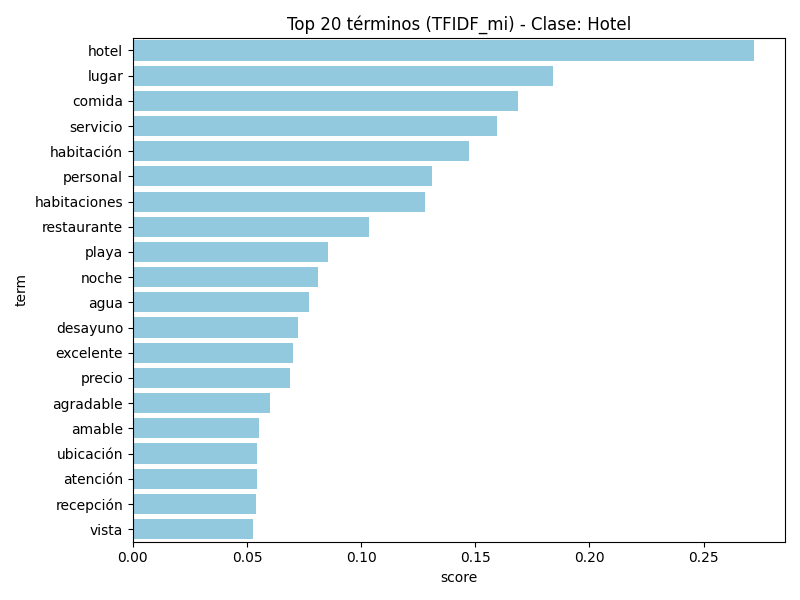 Top 20 términos (TFIDF_mi) - Clase: Hotel
hotel
lugar
comida
servicio
habitación
personal
habitaciones
restaurante
playa
noche
agua
desayuno
excelente
precio
agradable
amable
ubicación
atención
recepción
vista
term
0.00 0.05 0.10 0.15 0.20 0.25
score